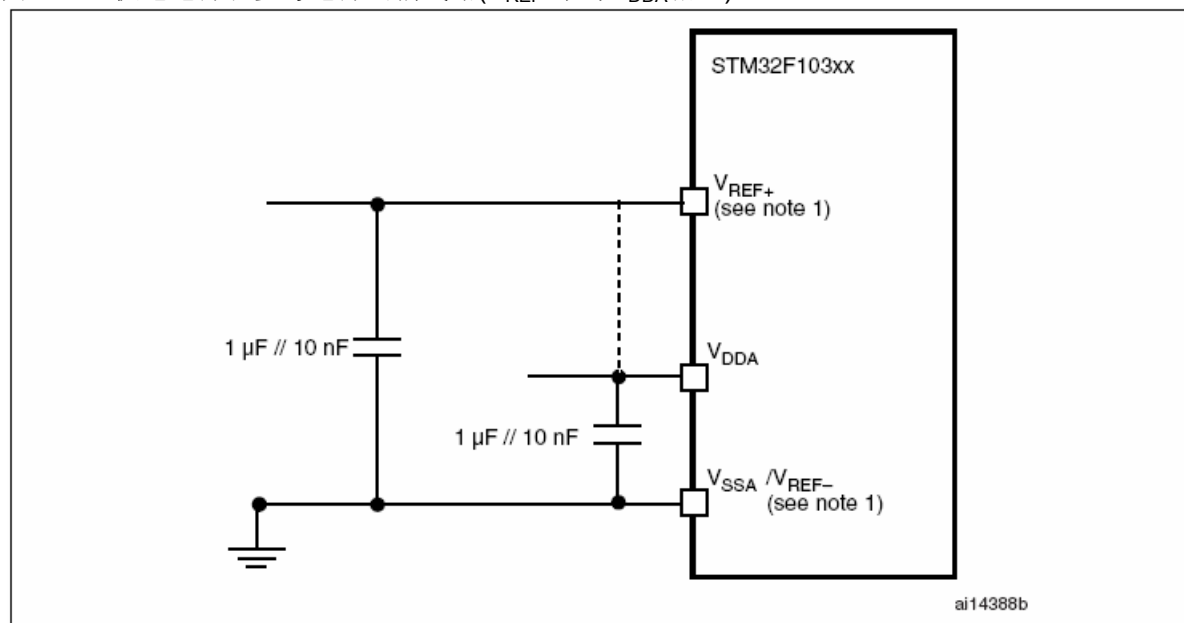 STM32F103xx
VREF+
(see note 1)
1 µF // 10 nF
VDDA
1 µF // 10 nF
VSSA /VREF–
(see note 1)
ai14388b